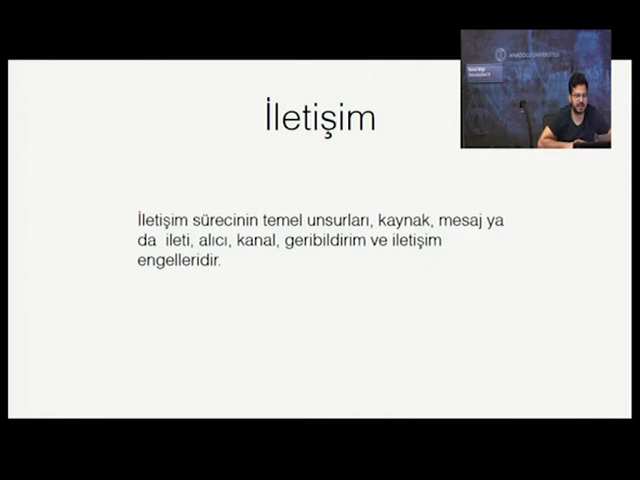 ANADOLU ÜNİVERSİTESİ
İletişim
İletişim sürecinin temel unsurları, kaynak, mesaj ya
da ileti, alıcı, kanal, geribildirim ve iletişim
engelleridir.